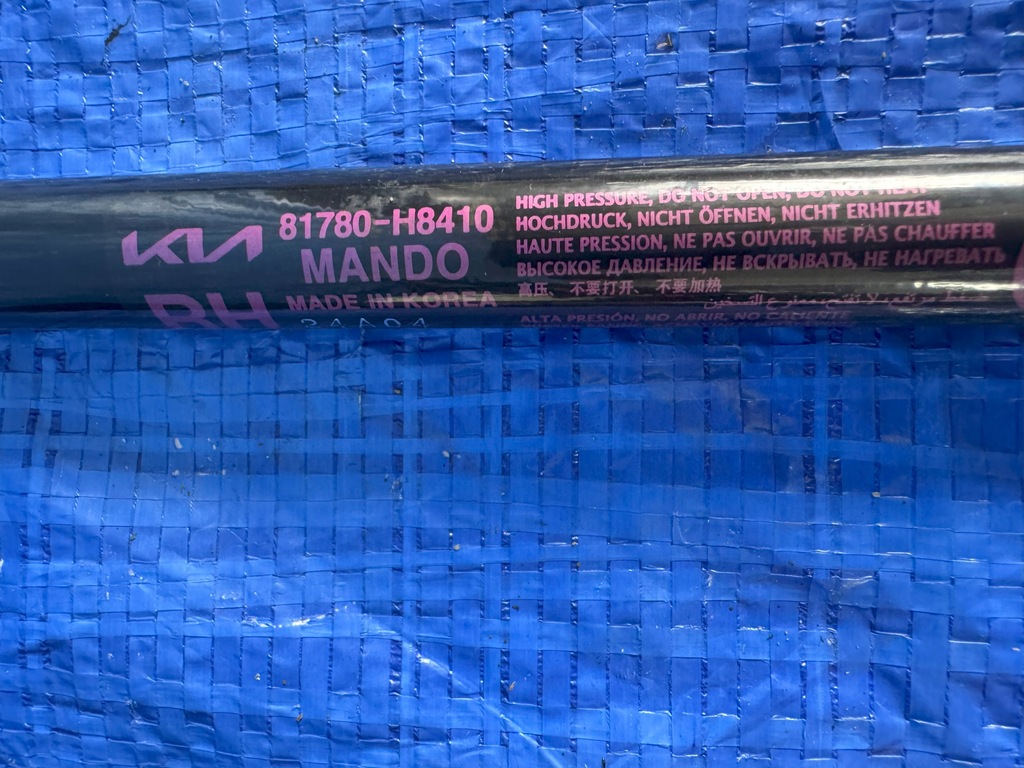 KIA
81780-H8410
MANDO
RH
MADE IN KOREA
HIGH PRESSURE, DO NOT OPEN, DO NOT HEAT
HOCHDRUCK, NICHT ÖFFNEN, NICHT ERHITZEN
HAUTE PRESSION, NE PAS OUVRIR, NE PAS CHAUFFER
ВЫСОКОЕ ДАВЛЕНИЕ, НЕ ВСКРЫВАТЬ, НЕ НАГРЕВАТЬ
高压、不要打开、不要加热
ALTA PRESIÓN, NO ABRIR, NO CALIENTE